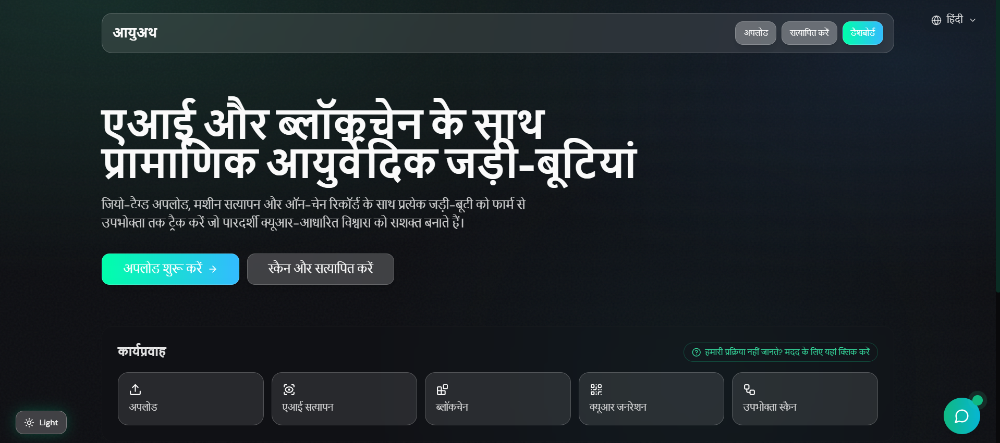 आयुअथ
अपलोड
सत्यापित करें
डैशबोर्ड
हिंदी
एआई और ब्लॉकचेन के साथ
प्रामाणिक आयुर्वेदिक जड़ी-बूटियां
जियो-टैग्ड अपलोड, मशीन सत्यापन और ऑन-चेन रिकॉर्ड के साथ प्रत्येक जड़ी-बूटी को फार्म से
उपभोक्ता तक ट्रैक करें जो पारदर्शी क्यूआर-आधारित विश्वास को सशक्त बनाते हैं।
अपलोड शुरू करें
स्कैन और सत्यापित करें
कार्यप्रवाह
हमारी प्रक्रिया नहीं जानते? मदद के लिए यहां क्लिक करें
अपलोड
एआई सत्यापन
ब्लॉकचेन
क्यूआर जनरेशन
उपभोक्ता स्कैन
Light